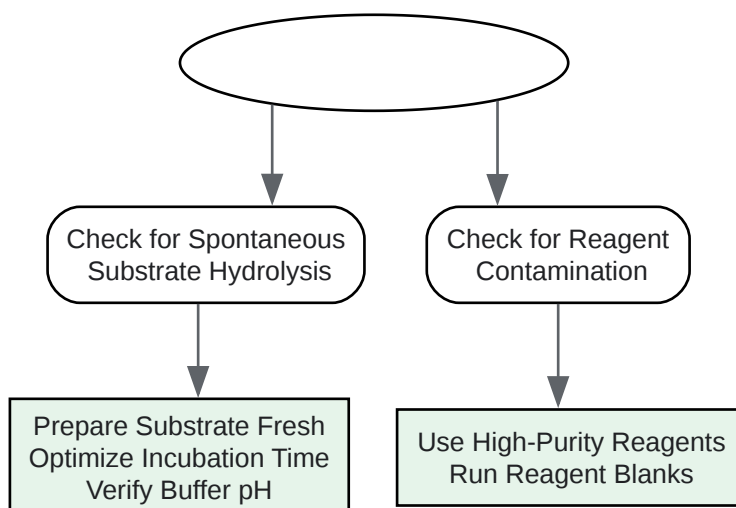 Check for Spontaneous
Substrate Hydrolysis
Check for Reagent
Contamination
Prepare Substrate Fresh
Optimize Incubation Time
Verify Buffer pH
Use High-Purity Reagents
Run Reagent Blanks